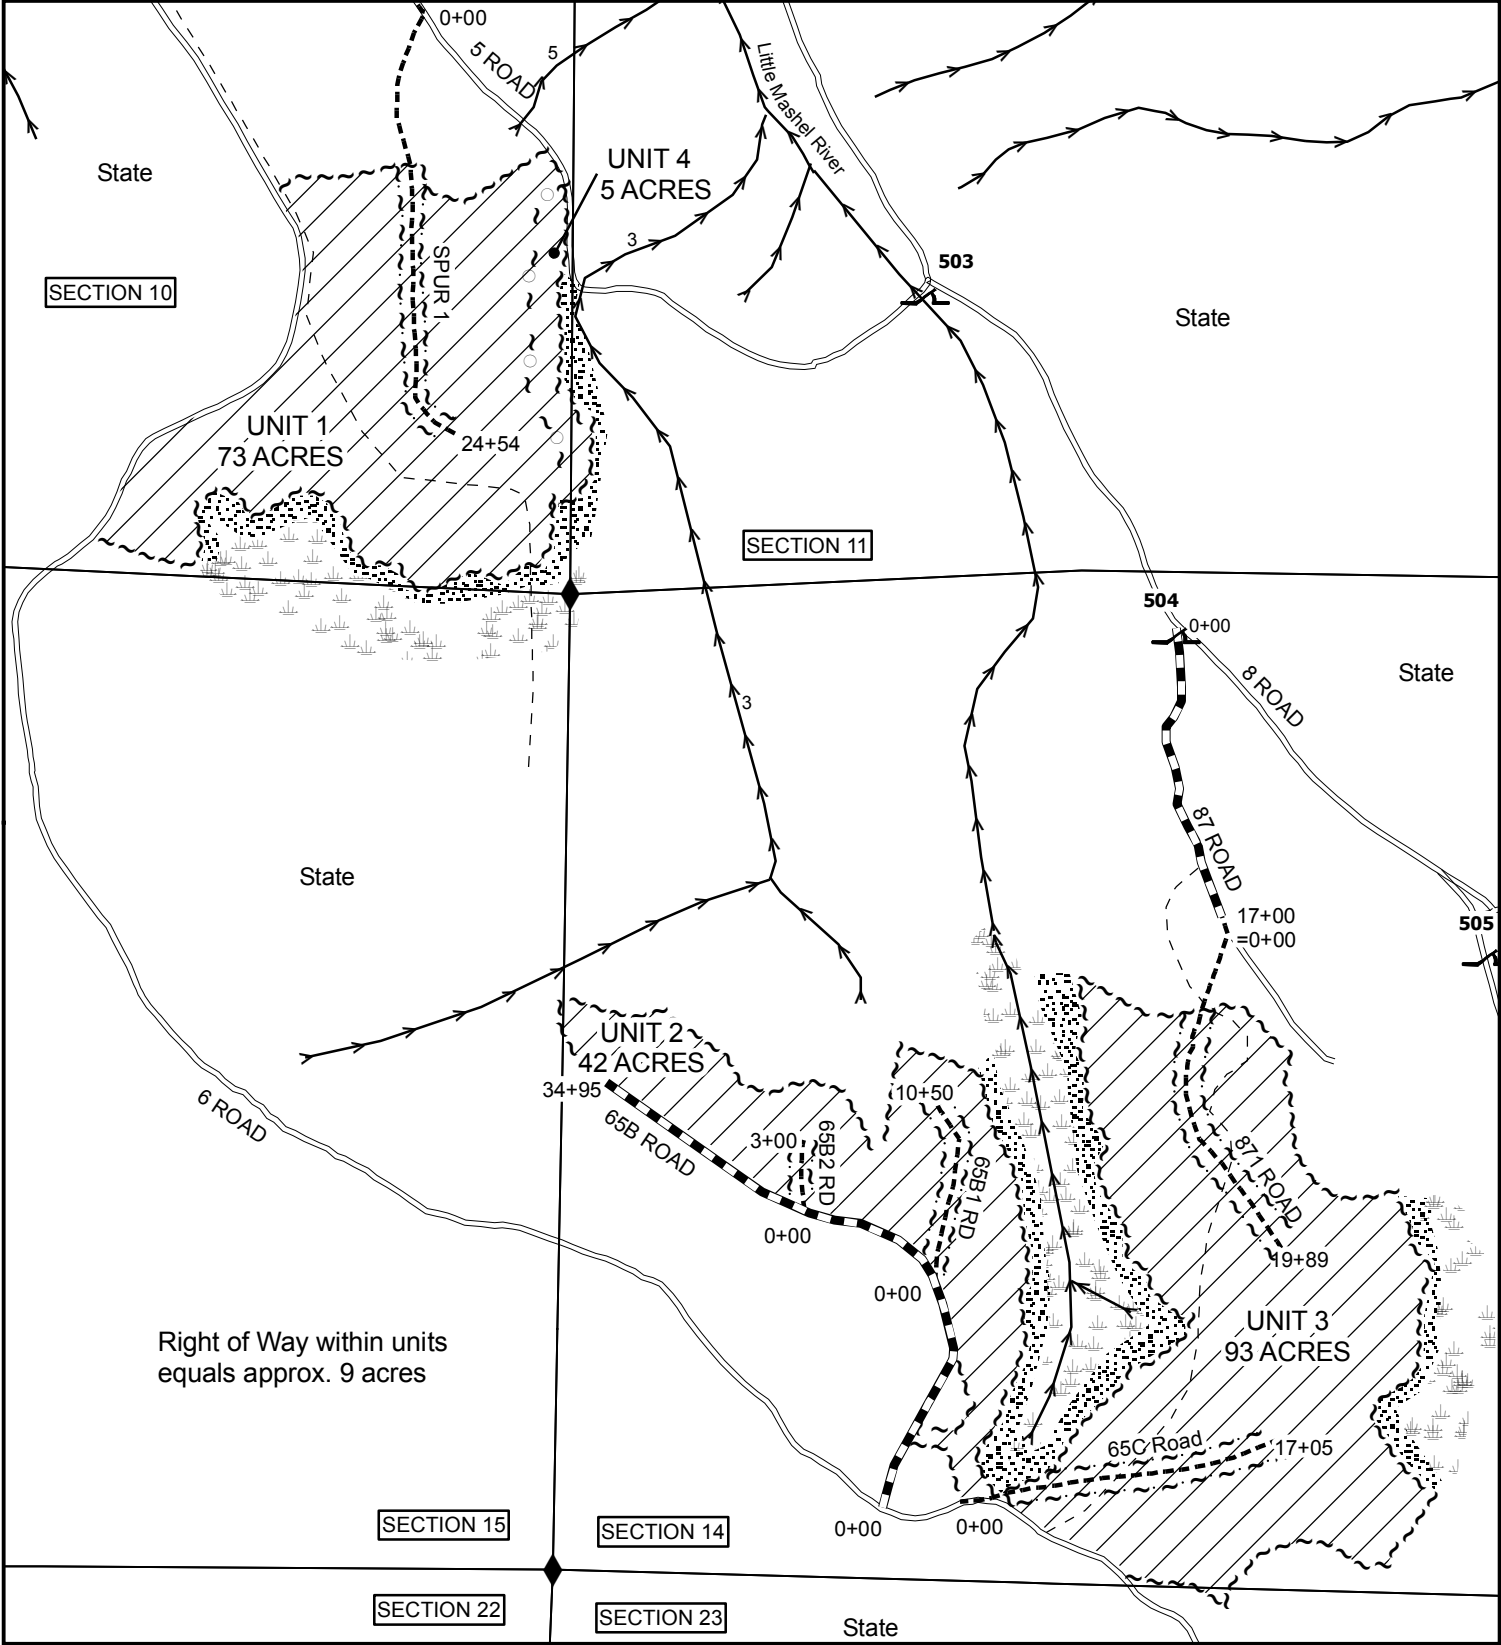 0+00
5 ROAD
5
Little Mashel River
State
UNIT 4
5 ACRES
3
503
SECTION 10
SPUR 1
State
UNIT 1
73 ACRES
24+54
SECTION 11
504
0+00
8 ROAD
State
3
87 ROAD
State
17+00
=0+00
505
UNIT 2
42 ACRES
34+95
10+50
6 ROAD
65B ROAD
3+00
65B2 RD
65B1 RD
871 ROAD
0+00
19+89
0+00
UNIT 3
93 ACRES
Right of Way within units
equals approx. 9 acres
65C Road
17+05
SECTION 15
SECTION 14
0+00
0+00
SECTION 22
SECTION 23
State